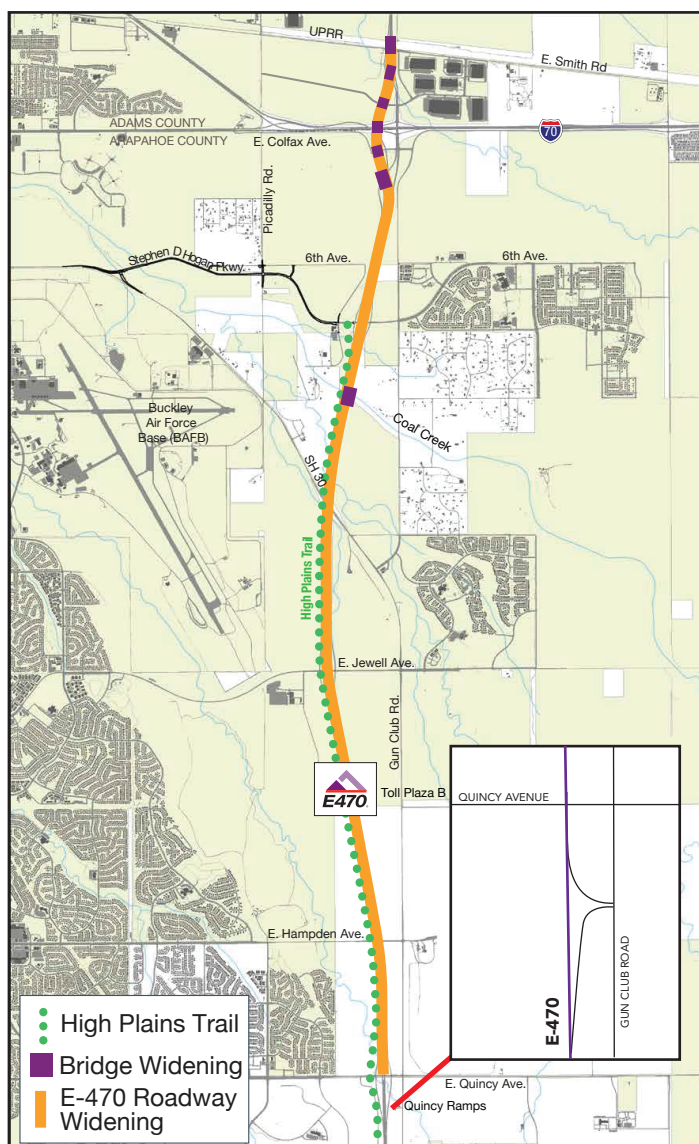 UPRR
E. Smith Rd
ADAMS COUNTY
ARAPAHOE COUNTY
E. Colfax Ave.
70
Picadilly Rd.
Stephen D Hogan Pkwy.
6th Ave.
6th Ave.
Buckley
Air Force
Base (BAFB)
Coal Creek
SH 30
High Plains Trail
E. Jewell Ave.
Gun Club Rd.
E470
Toll Plaza B
QUINCY AVENUE
E-470
GUN CLUB ROAD
E. Hampden Ave.
High Plains Trail
Bridge Widening
E-470 Roadway
Widening
E. Quincy Ave.
Quincy Ramps